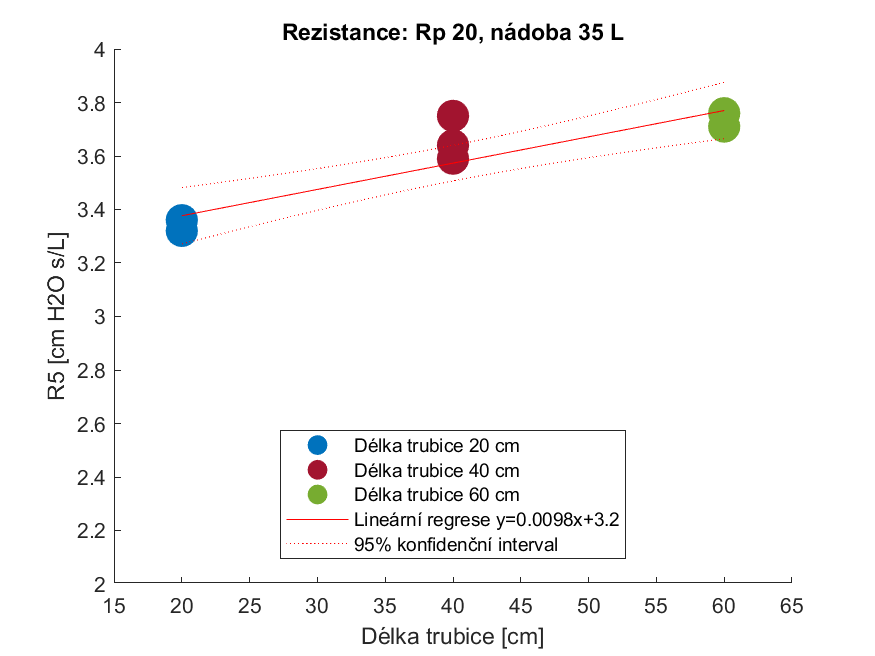 Rezistance: Rp 20, nádoba 35 L
4
3.8
3.6
3.4
3.2
3
2.8
2.6
2.4
2.2
2
R5 [cm H2O s/L]
Délka trubice 20 cm
Délka trubice 40 cm
Délka trubice 60 cm
Lineární regrese y=0.0098x+3.2
95% konfidenční interval
15 20 25 30 35 40 45 50 55 60 65
Délka trubice [cm]